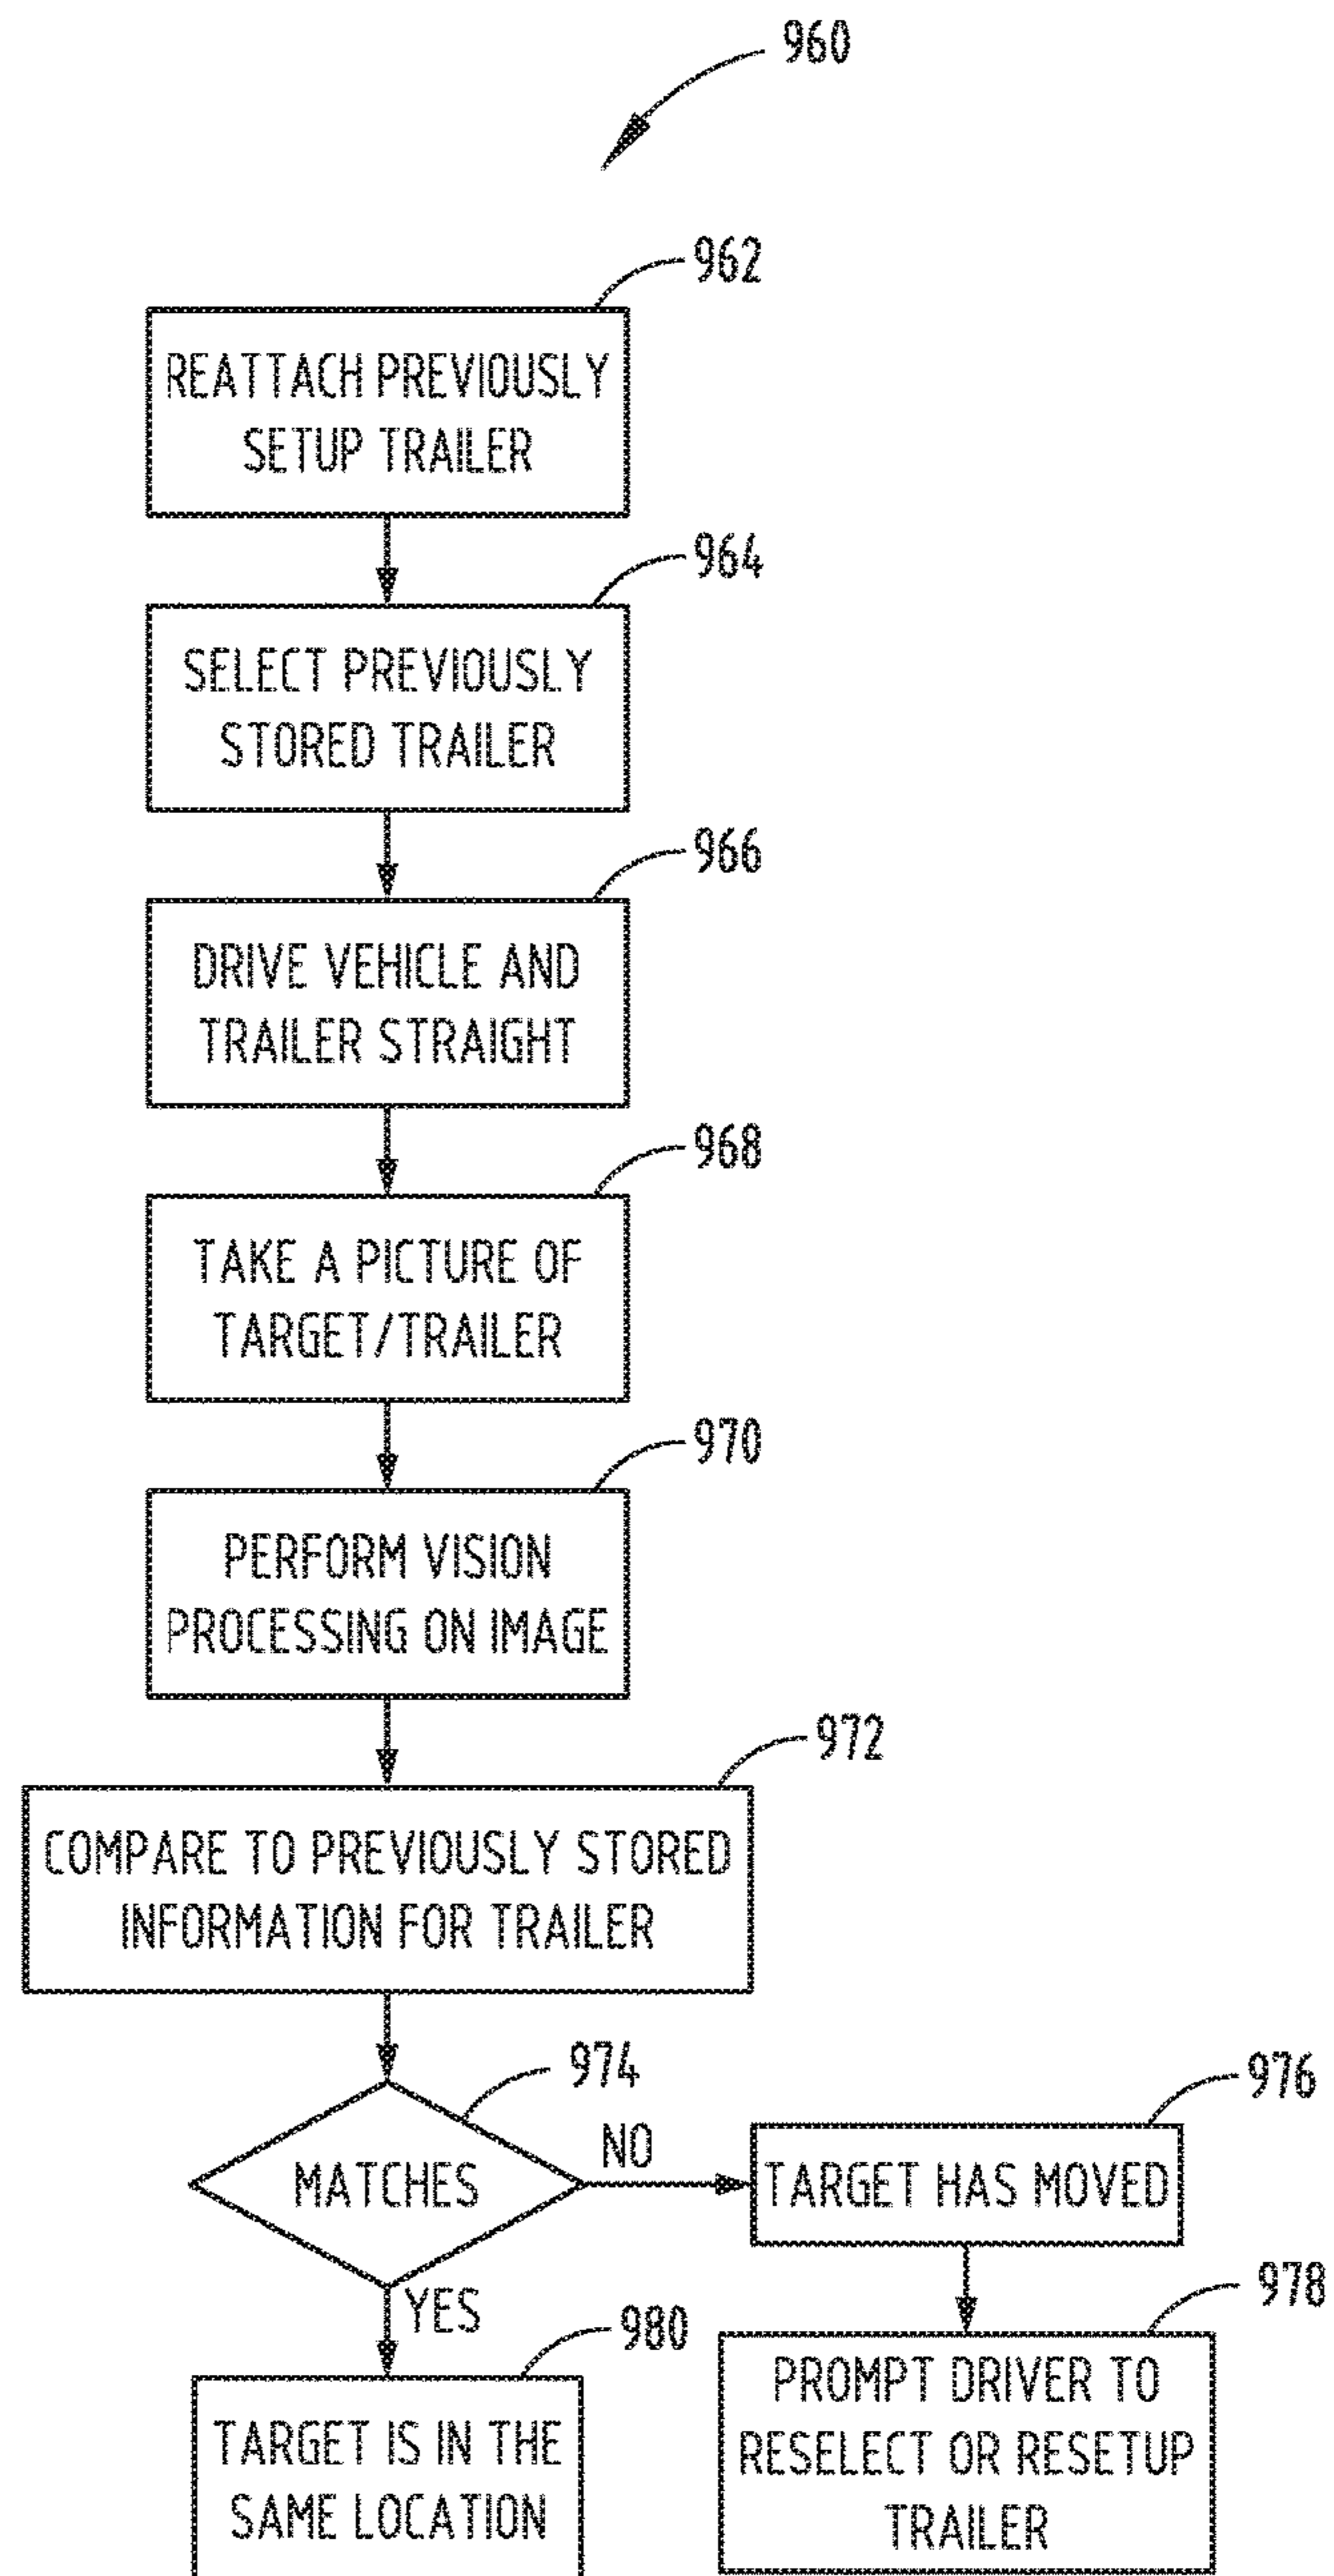 960
962
REATTACH PREVIOUSLY
SETUP TRAILER
964
SELECT PREVIOUSLY
STORED TRAILER
966
DRIVE VEHICLE AND
TRAILER STRAIGHT
968
TAKE A PICTURE OF
TARGET/TRAILER
970
PERFORM VISION
PROCESSING ON IMAGE
972
COMPARE TO PREVIOUSLY STORED
INFORMATION FOR TRAILER
974
MATCHES
NO
976
TARGET HAS MOVED
YES
978
PROMPT DRIVER TO
RESELECT OR RESETUP
TRAILER
980
TARGET IS IN THE
SAME LOCATION